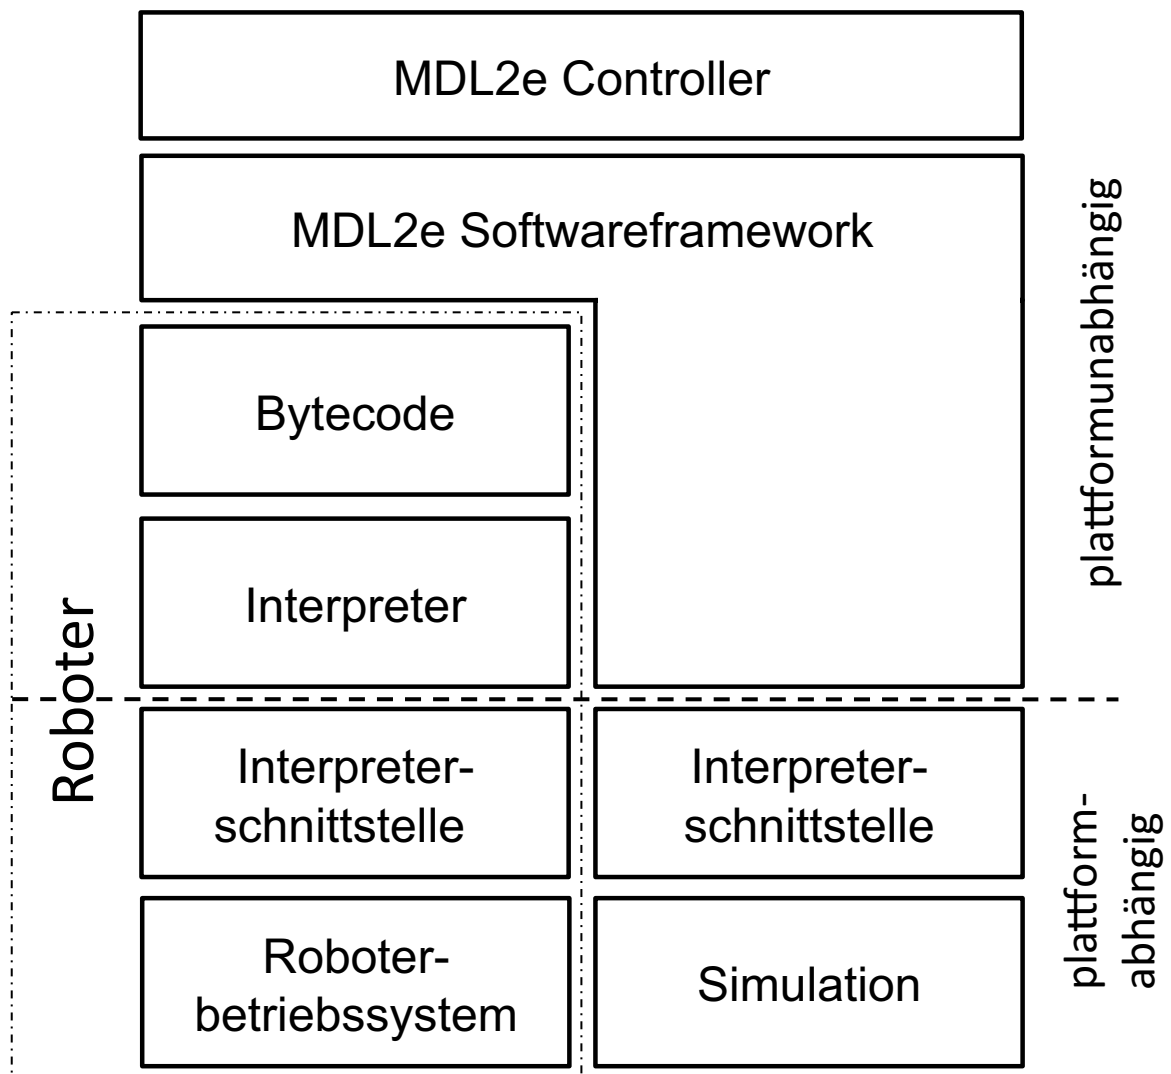 MDL2e Controller
MDL2e Softwareframework
plattformunabhängig
Bytecode
Interpreter
Roboter
Interpreter-
schnittstelle
Interpreter-
schnittstelle
plattform-
abhängig
Roboter-
betriebssystem
Simulation